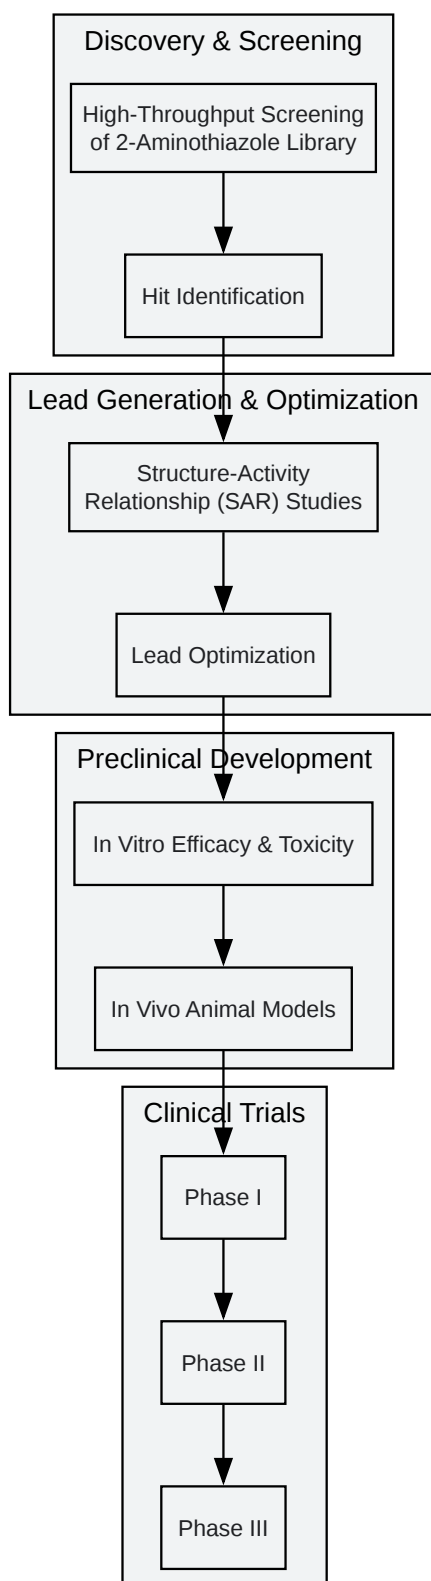 Discovery & Screening
High-Throughput Screening
of 2-Aminothiazole Library
Hit Identification
Lead Generation & Optimization
Structure-Activity
Relationship (SAR) Studies
Lead Optimization
Preclinical Development
In Vitro Efficacy & Toxicity
In Vivo Animal Models
Clinical Trials
Phase I
Phase II
Phase III